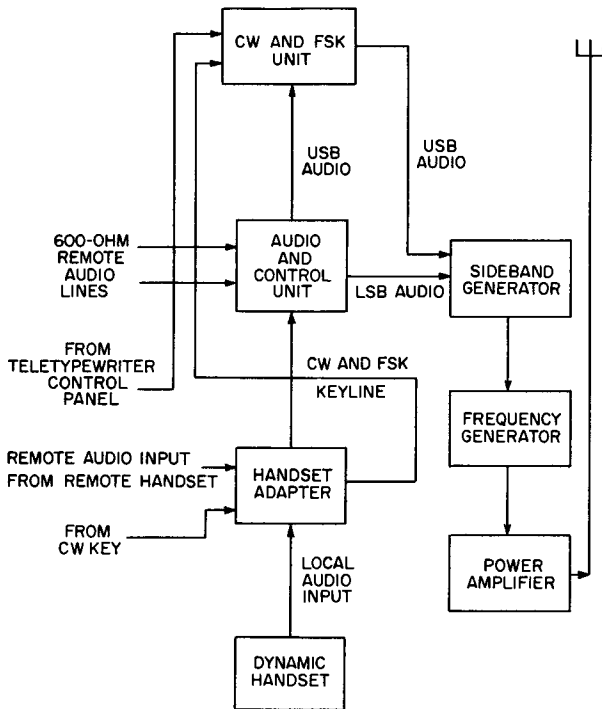 CW AND FSK
UNIT
USB
AUDIO
USB
AUDIO
600-OHM
REMOTE
AUDIO
LINES
AUDIO
AND
CONTROL
UNIT
LSB AUDIO
SIDEBAND
GENERATOR
FROM
TELETYPEWRITER
CONTROL
PANEL
CW AND FSK
KEYLINE
FREQUENCY
GENERATOR
REMOTE AUDIO INPUT
FROM REMOTE HANDSET
HANDSET
ADAPTER
FROM
CW KEY
LOCAL
AUDIO
INPUT
POWER
AMPLIFIER
DYNAMIC
HANDSET